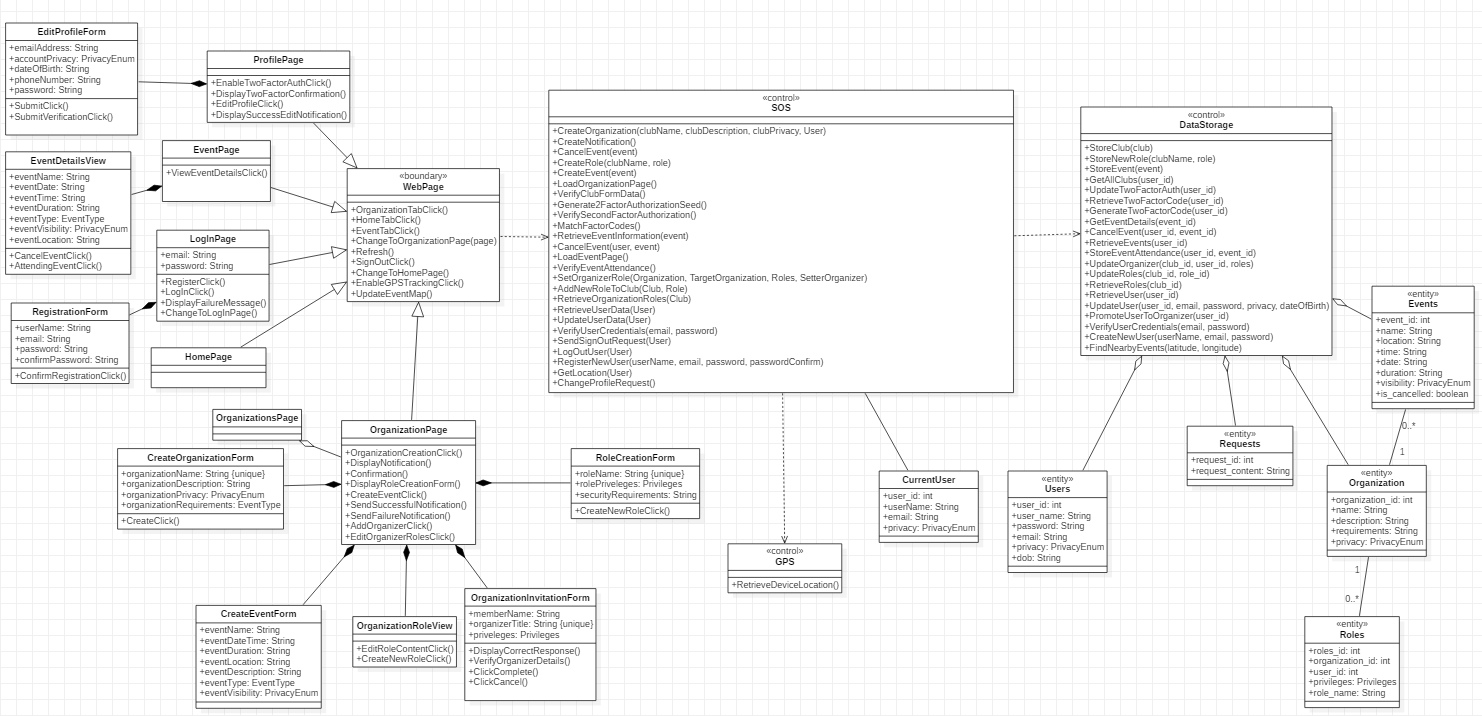 EditProfileForm
+emailAddress: String
+accountPrivacy: PrivacyEnum
+dateOfBirth: String
+phoneNumber: String
+password: String
+SubmitClick()
+SubmitVerificationClick()
ProfilePage
+EnableTwoFactorAuthClick()
+DisplayTwoFactorConfirmation()
+EditProfileClick()
+DisplaySuccessEditNotification()
EventPage
+ViewEventDetailsClick()
EventDetailsView
+eventName: String
+eventDate: String
+eventTime: String
+eventDuration: String
+eventType: EventType
+eventVisibility: PrivacyEnum
+eventLocation: String
+CancelEventClick()
+AttendingEventClick()
LogInPage
+email: String
+password: String
+RegisterClick()
+LogInClick()
+DisplayFailureMessage()
+ChangeToLogInPage()
RegistrationForm
+userName: String
+email: String
+password: String
+confirmPassword: String
+ConfirmRegistrationClick()
HomePage
«boundary»
WebPage
+OrganizationTabClick()
+HomeTabClick()
+EventTabClick()
+ChangeToOrganizationPage(page)
+Refresh()
+SignOutClick()
+ChangeToHomePage()
+EnableGPSTrackingClick()
+UpdateEventMap()
«control»
SOS
+CreateOrganization(clubName, clubDescription, clubPrivacy, User)
+CreateNotification()
+CancelEvent(event)
+CreateRole(clubName, role)
+CreateEvent(event)
+LoadOrganizationPage()
+VerifyClubFormData()
+Generate2FactorAuthorizationSeed()
+VerifySecondFactorAuthorization()
+MatchFactorCodes()
+RetrieveEventInformation(event)
+CancelEvent(user, event)
+LoadEventPage()
+VerifyEventAttendance()
+SetOrganizerRole(Organization, TargetOrganization, Roles, SetterOrganizer)
+AddNewRoleToClub(Club, Role)
+RetrieveOrganizationRoles(Club)
+RetrieveUserData(User)
+UpdateUserData(User)
+VerifyUserCredentials(email, password)
+SendSignOutRequest(User)
+LogOutUser(User)
+RegisterNewUser(userName, email, password, passwordConfirm)
+GetLocation(User)
+ChangeProfileRequest()
«control»
DataStorage
+StoreClub(club)
+StoreNewRole(clubName, role)
+StoreEvent(event)
+GetAllClubs(user_id)
+UpdateTwoFactorAuth(user_id)
+RetrieveTwoFactorCode(user_id)
+GenerateTwoFactorCode(user_id)
+GetEventDetails(event_id)
+CancelEvent(user_id, event_id)
+RetrieveEvents(user_id)
+StoreEventAttendance(user_id, event_id)
+UpdateOrganizer(club_id, user_id, roles)
+UpdateRoles(club_id, role_id)
+RetrieveRoles(club_id)
+RetrieveUser(user_id)
+UpdateUser(user_id, email, password, privacy, dateOfBirth)
+PromoteUserToOrganizer(user_id)
+VerifyUserCredentials(email, password)
+CreateNewUser(userName, email, password)
+FindNearbyEvents(latitude, longitude)
«entity»
Events
+event_id: int
+name: String
+location: String
+time: String
+date: String
+duration: String
+visibility: PrivacyEnum
+is_cancelled: boolean
0..*
1
OrganizationsPage
OrganizationPage
+OrganizationCreationClick()
+DisplayNotification()
+Confirmation()
+DisplayRoleCreationForm()
+CreateEventClick()
+SendSuccessfulNotification()
+SendFailureNotification()
+AddOrganizerClick()
+EditOrganizerRolesClick()
CreateOrganizationForm
+organizationName: String {unique}
+organizationDescription: String
+organizationPrivacy: PrivacyEnum
+organizationRequirements: EventType
+CreateClick()
RoleCreationForm
+roleName: String {unique}
+rolePriveleges: Priveleges
+securityRequirements: String
+CreateNewRoleClick()
CurrentUser
+user_id: int
+userName: String
+email: String
+privacy: PrivacyEnum
«entity»
Users
+user_id: int
+user_name: String
+password: String
+email: String
+privacy: PrivacyEnum
+dob: String
«entity»
Requests
+request_id: int
+request_content: String
«entity»
Organization
+organization_id: int
+name: String
+description: String
+requirements: String
+privacy: PrivacyEnum
1
0..*
«control»
GPS
+RetrieveDeviceLocation()
CreateEventForm
+eventName: String
+eventDateTime: String
+eventDuration: String
+eventLocation: String
+eventDescription: String
+eventType: EventType
+eventVisibility: PrivacyEnum
OrganizationRoleView
+EditRoleContentClick()
+CreateNewRoleClick()
OrganizationInvitationForm
+memberName: String
+organizerTitle: String {unique}
+priveleges: Privileges
+DisplayCorrectResponse()
+VerifyOrganizerDetails()
+ClickComplete()
+ClickCancel()
«entity»
Roles
+roles_id: int
+organization_id: int
+user_id: int
+privileges: Privileges
+role_name: String